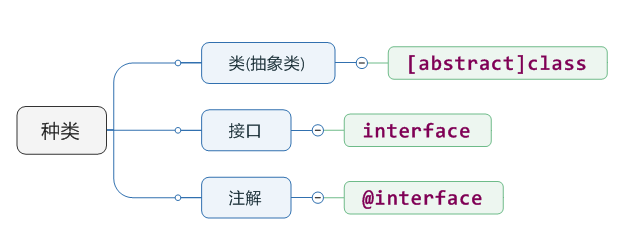 种类
类(抽象类)
[abstract]class
接口
interface
注解
@interface